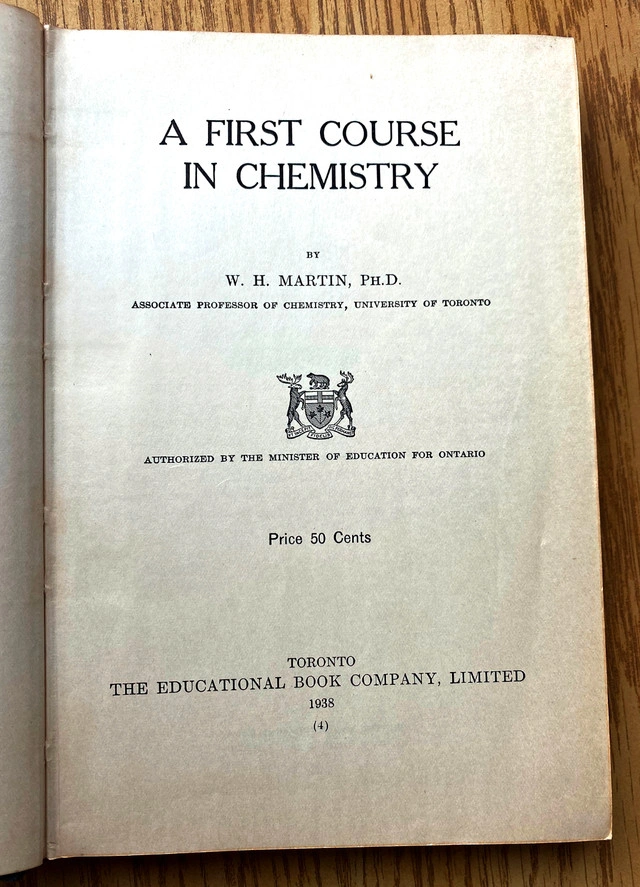 A FIRST COURSE
IN CHEMISTRY
BY
W. H. MARTIN, PH.D.
ASSOCIATE PROFESSOR OF CHEMISTRY, UNIVERSITY OF TORONTO
AUTHORIZED BY THE MINISTER OF EDUCATION FOR ONTARIO
Price 50 Cents
TORONTO
THE EDUCATIONAL BOOK COMPANY, LIMITED
1938
(4)